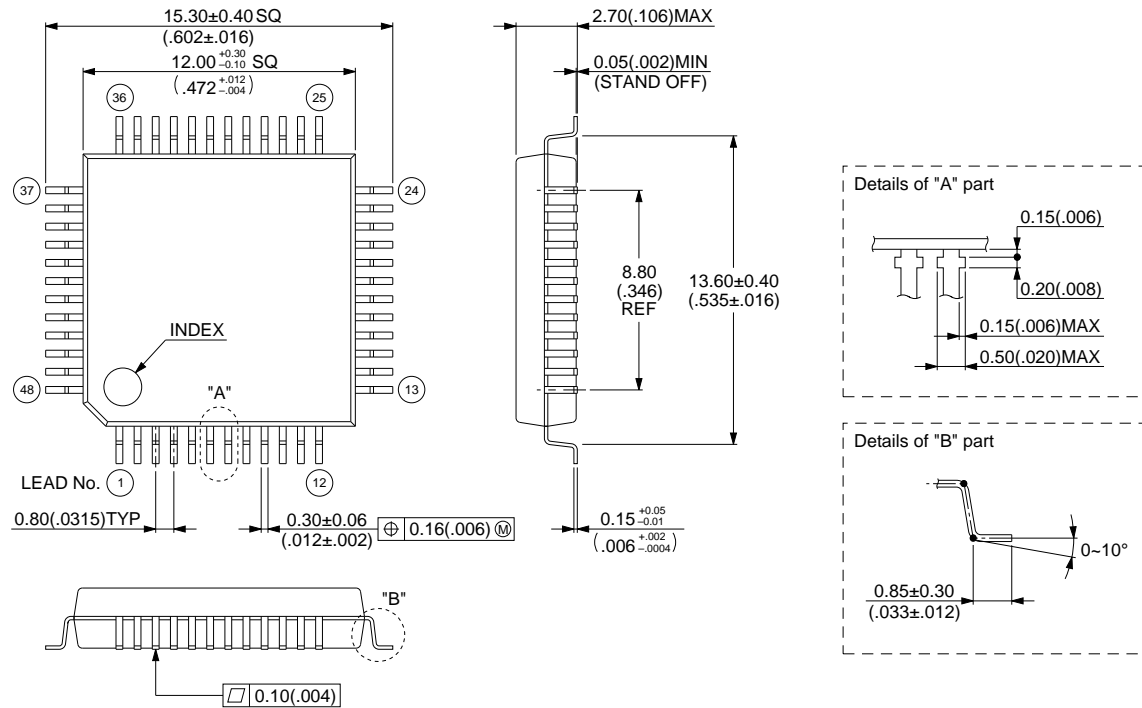 15.30±0.40 SQ
(.602±.016)
12.00 +0.30 -0.10 SQ
(.472 +.012 -.004)
2.70(.106)MAX
0.05(.002)MIN
(STAND OFF)
36
25
37
24
48
13
INDEX
"A"
LEAD No. 1
12
0.80(.0315)TYP
0.30±0.06
(.012±.002)
⌖ 0.16(.006) Ⓜ
8.80
(.346)
REF
13.60±0.40
(.535±.016)
0.15 +0.05 -0.01
(.006 +.002 -.0004)
"B"
▱ 0.10(.004)
Details of "A" part
0.15(.006)
0.20(.008)
0.15(.006)MAX
0.50(.020)MAX
Details of "B" part
0~10°
0.85±0.30
(.033±.012)